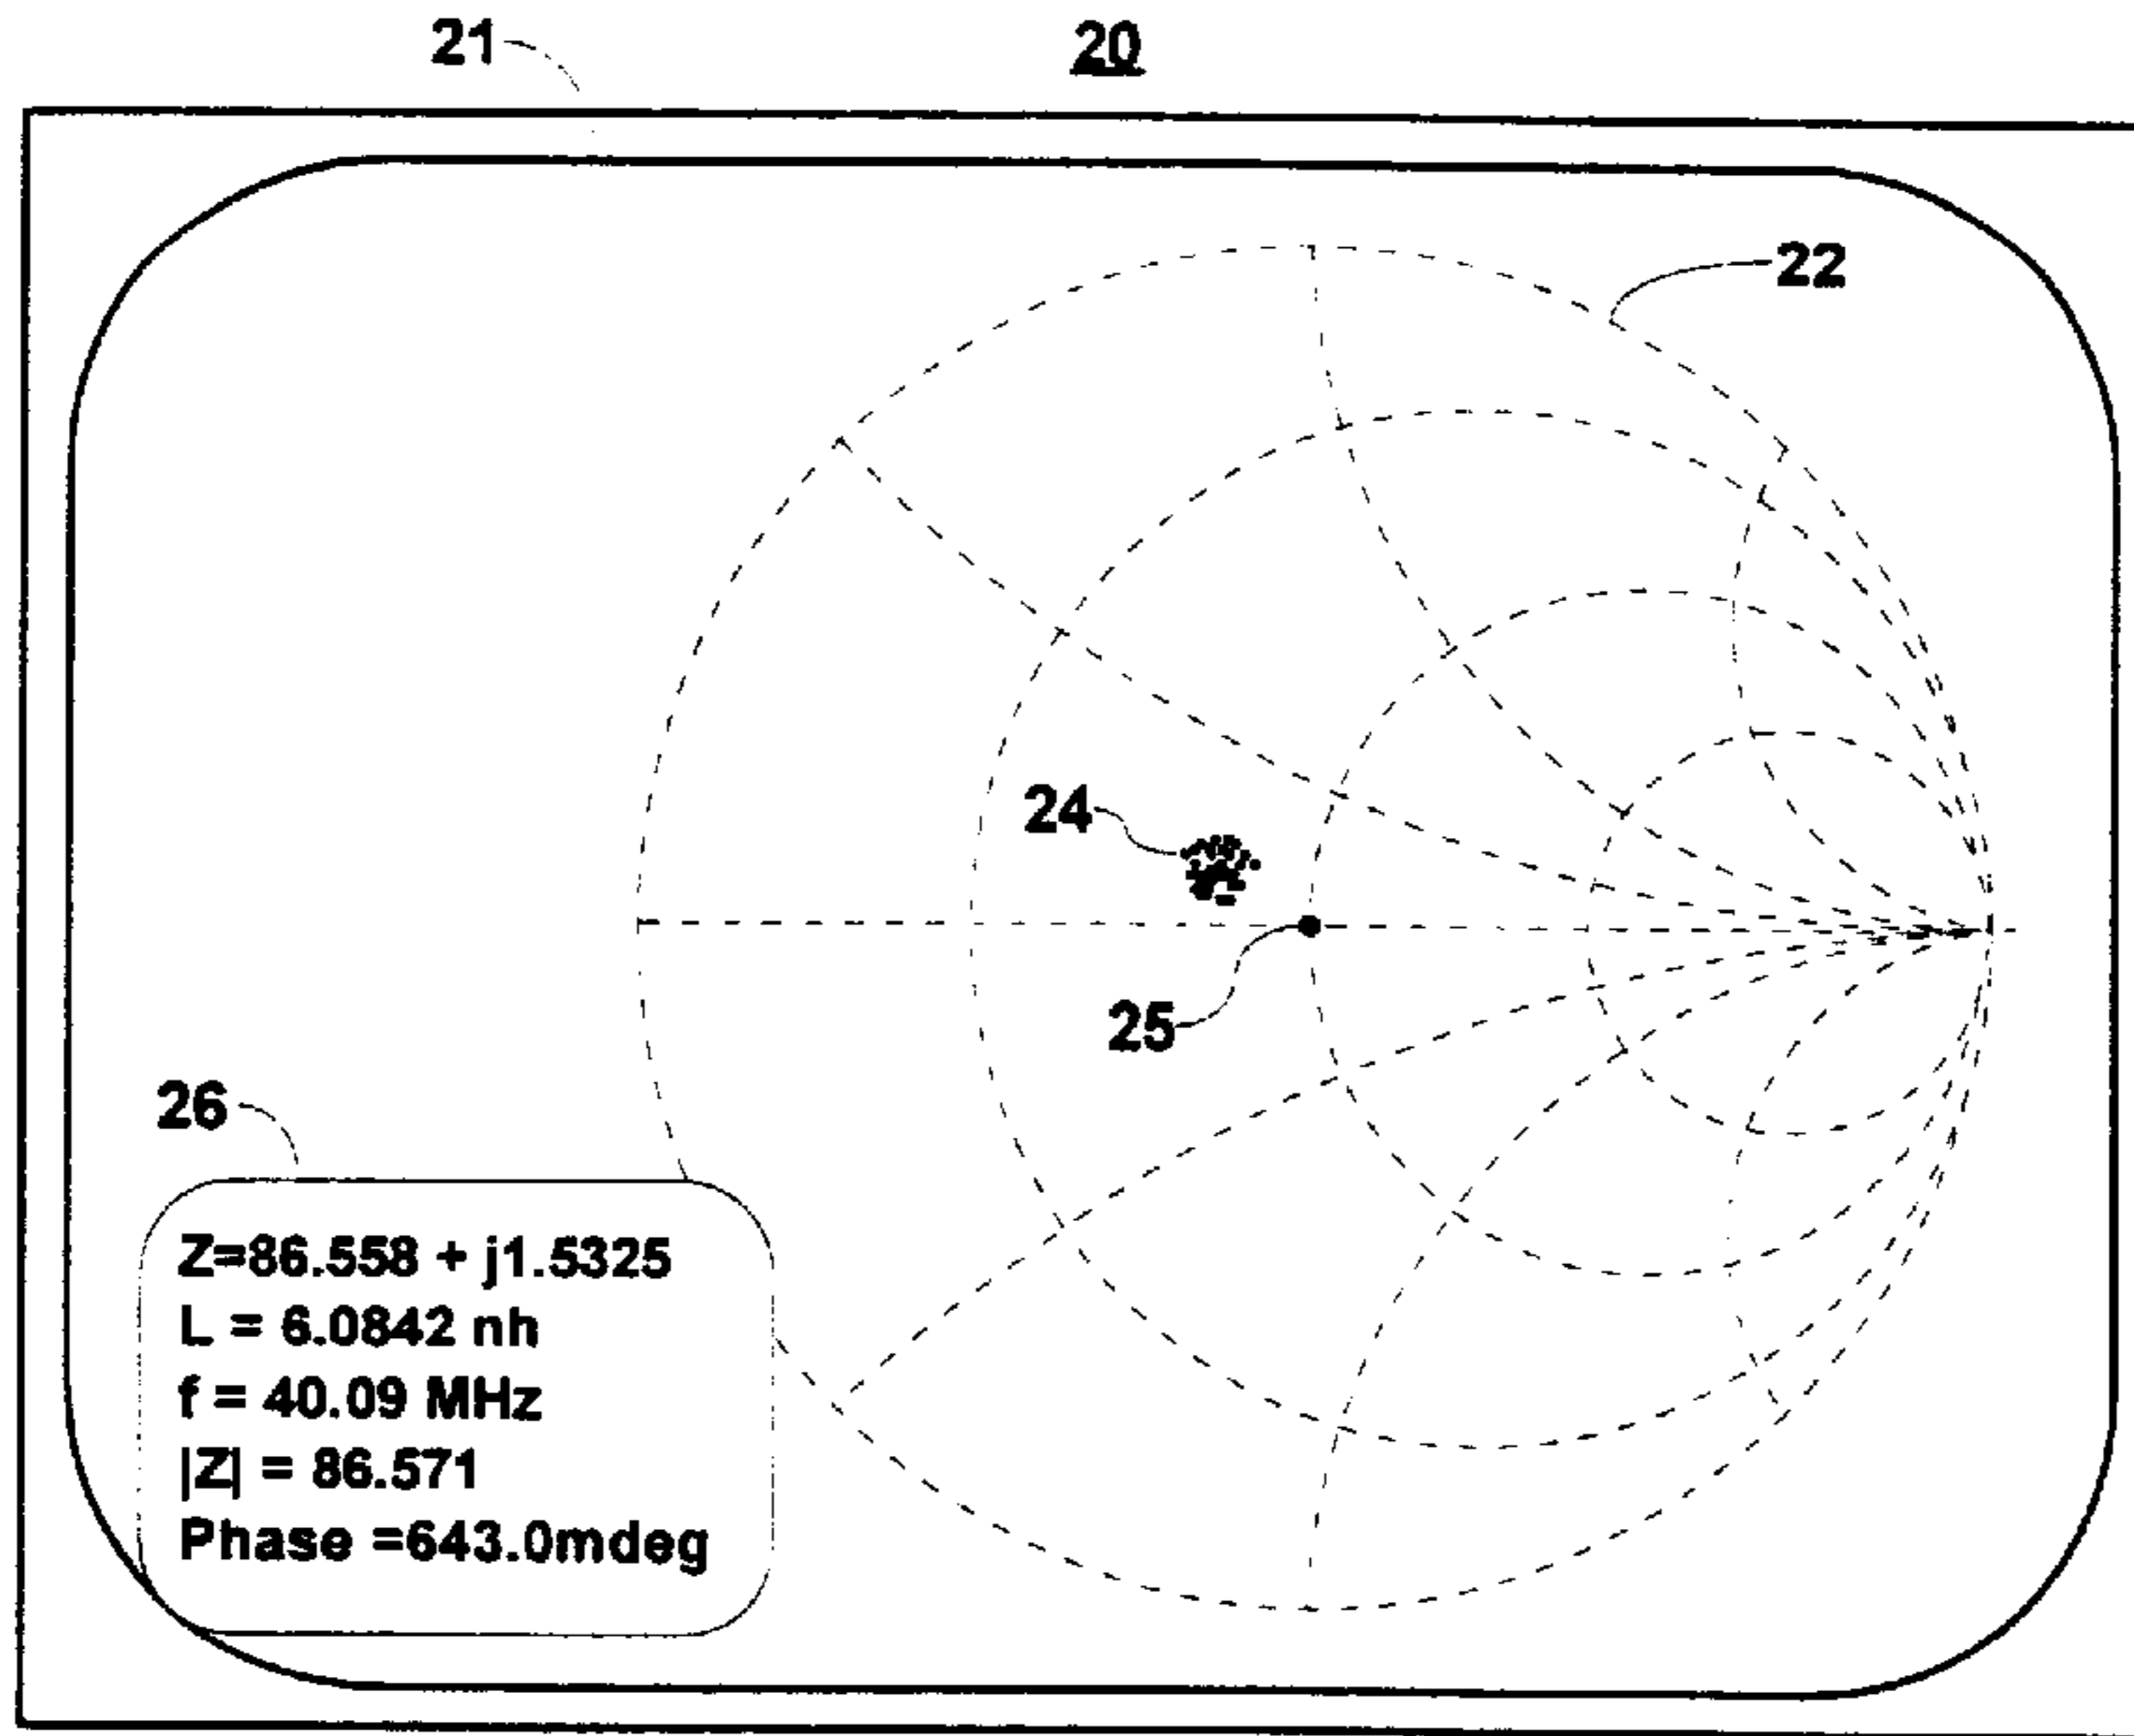 21
20
22
24
25
26
Z=86.558 + j1.5325
L = 6.0842 nh
f = 40.09 MHz
|Z| = 86.571
Phase =643.0mdeg